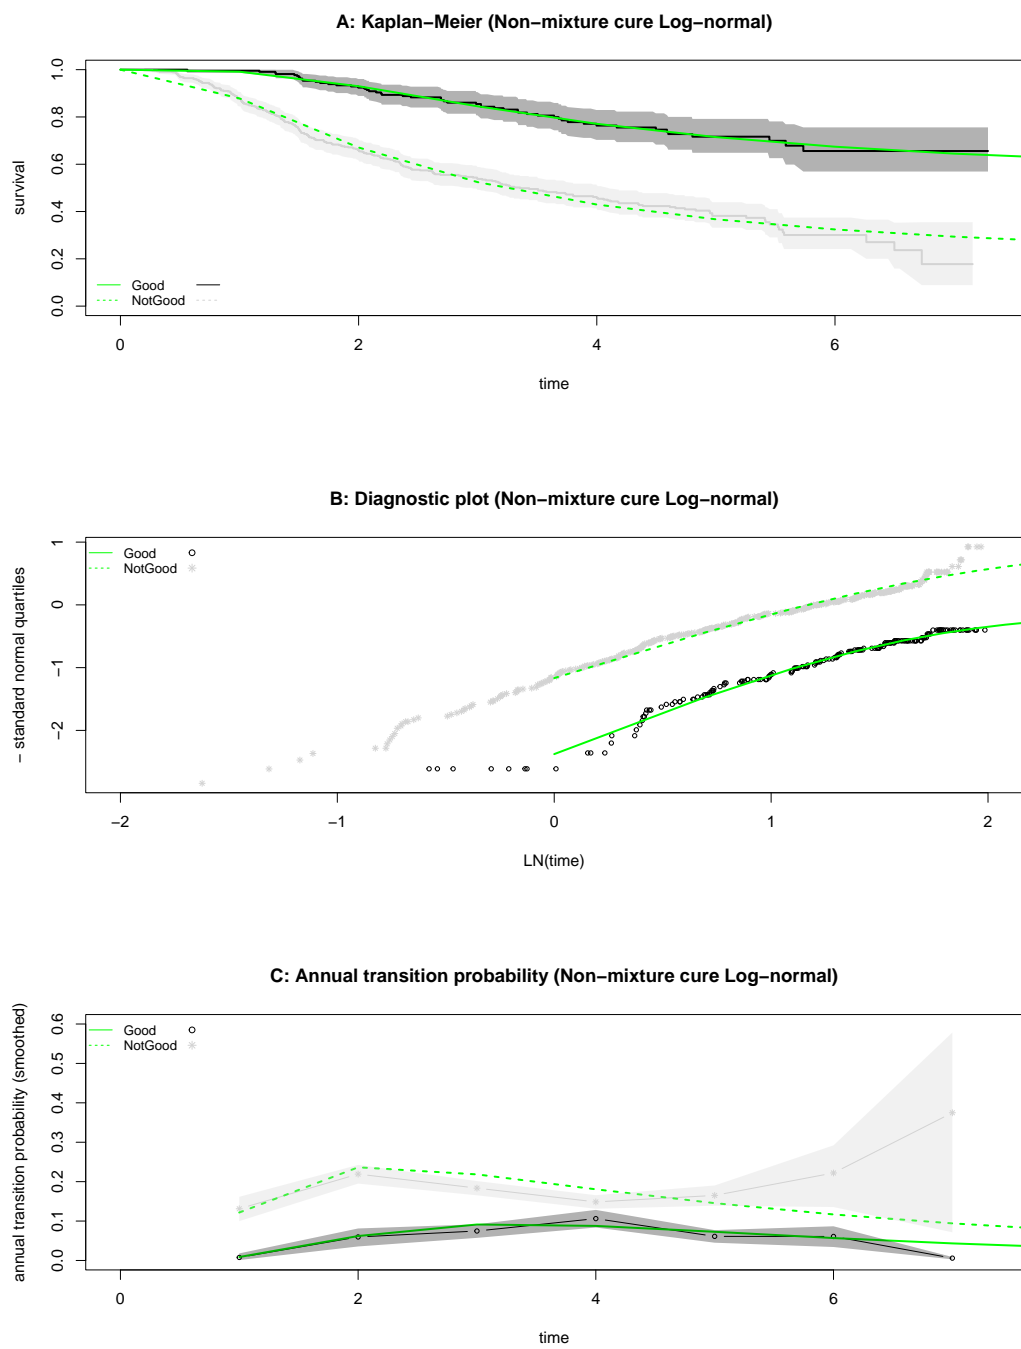 A: Kaplan−Meier (Non−mixture cure Log−normal)
survival
1.0
0.8
0.6
0.4
0.2
0.0
Good
NotGood
0 2 4 6
time
B: Diagnostic plot (Non−mixture cure Log−normal)
− standard normal quartiles
1
0
−1
−2
Good
NotGood
−2 −1 0 1 2
LN(time)
C: Annual transition probability (Non−mixture cure Log−normal)
annual transition probability (smoothed)
0.6
0.5
0.4
0.3
0.2
0.1
0.0
Good
NotGood
0 2 4 6
time